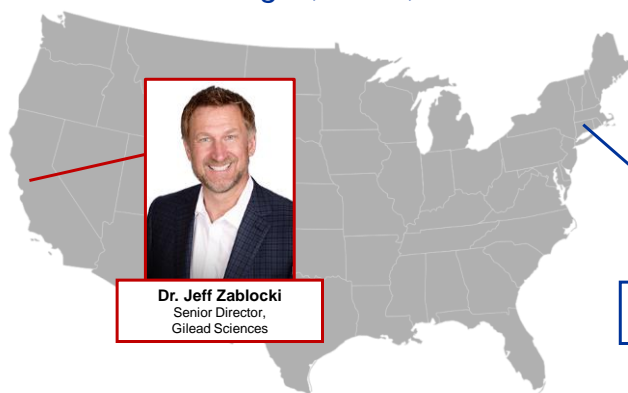 Dr. Jeff Zablocki
Senior Director,
Gilead Sciences